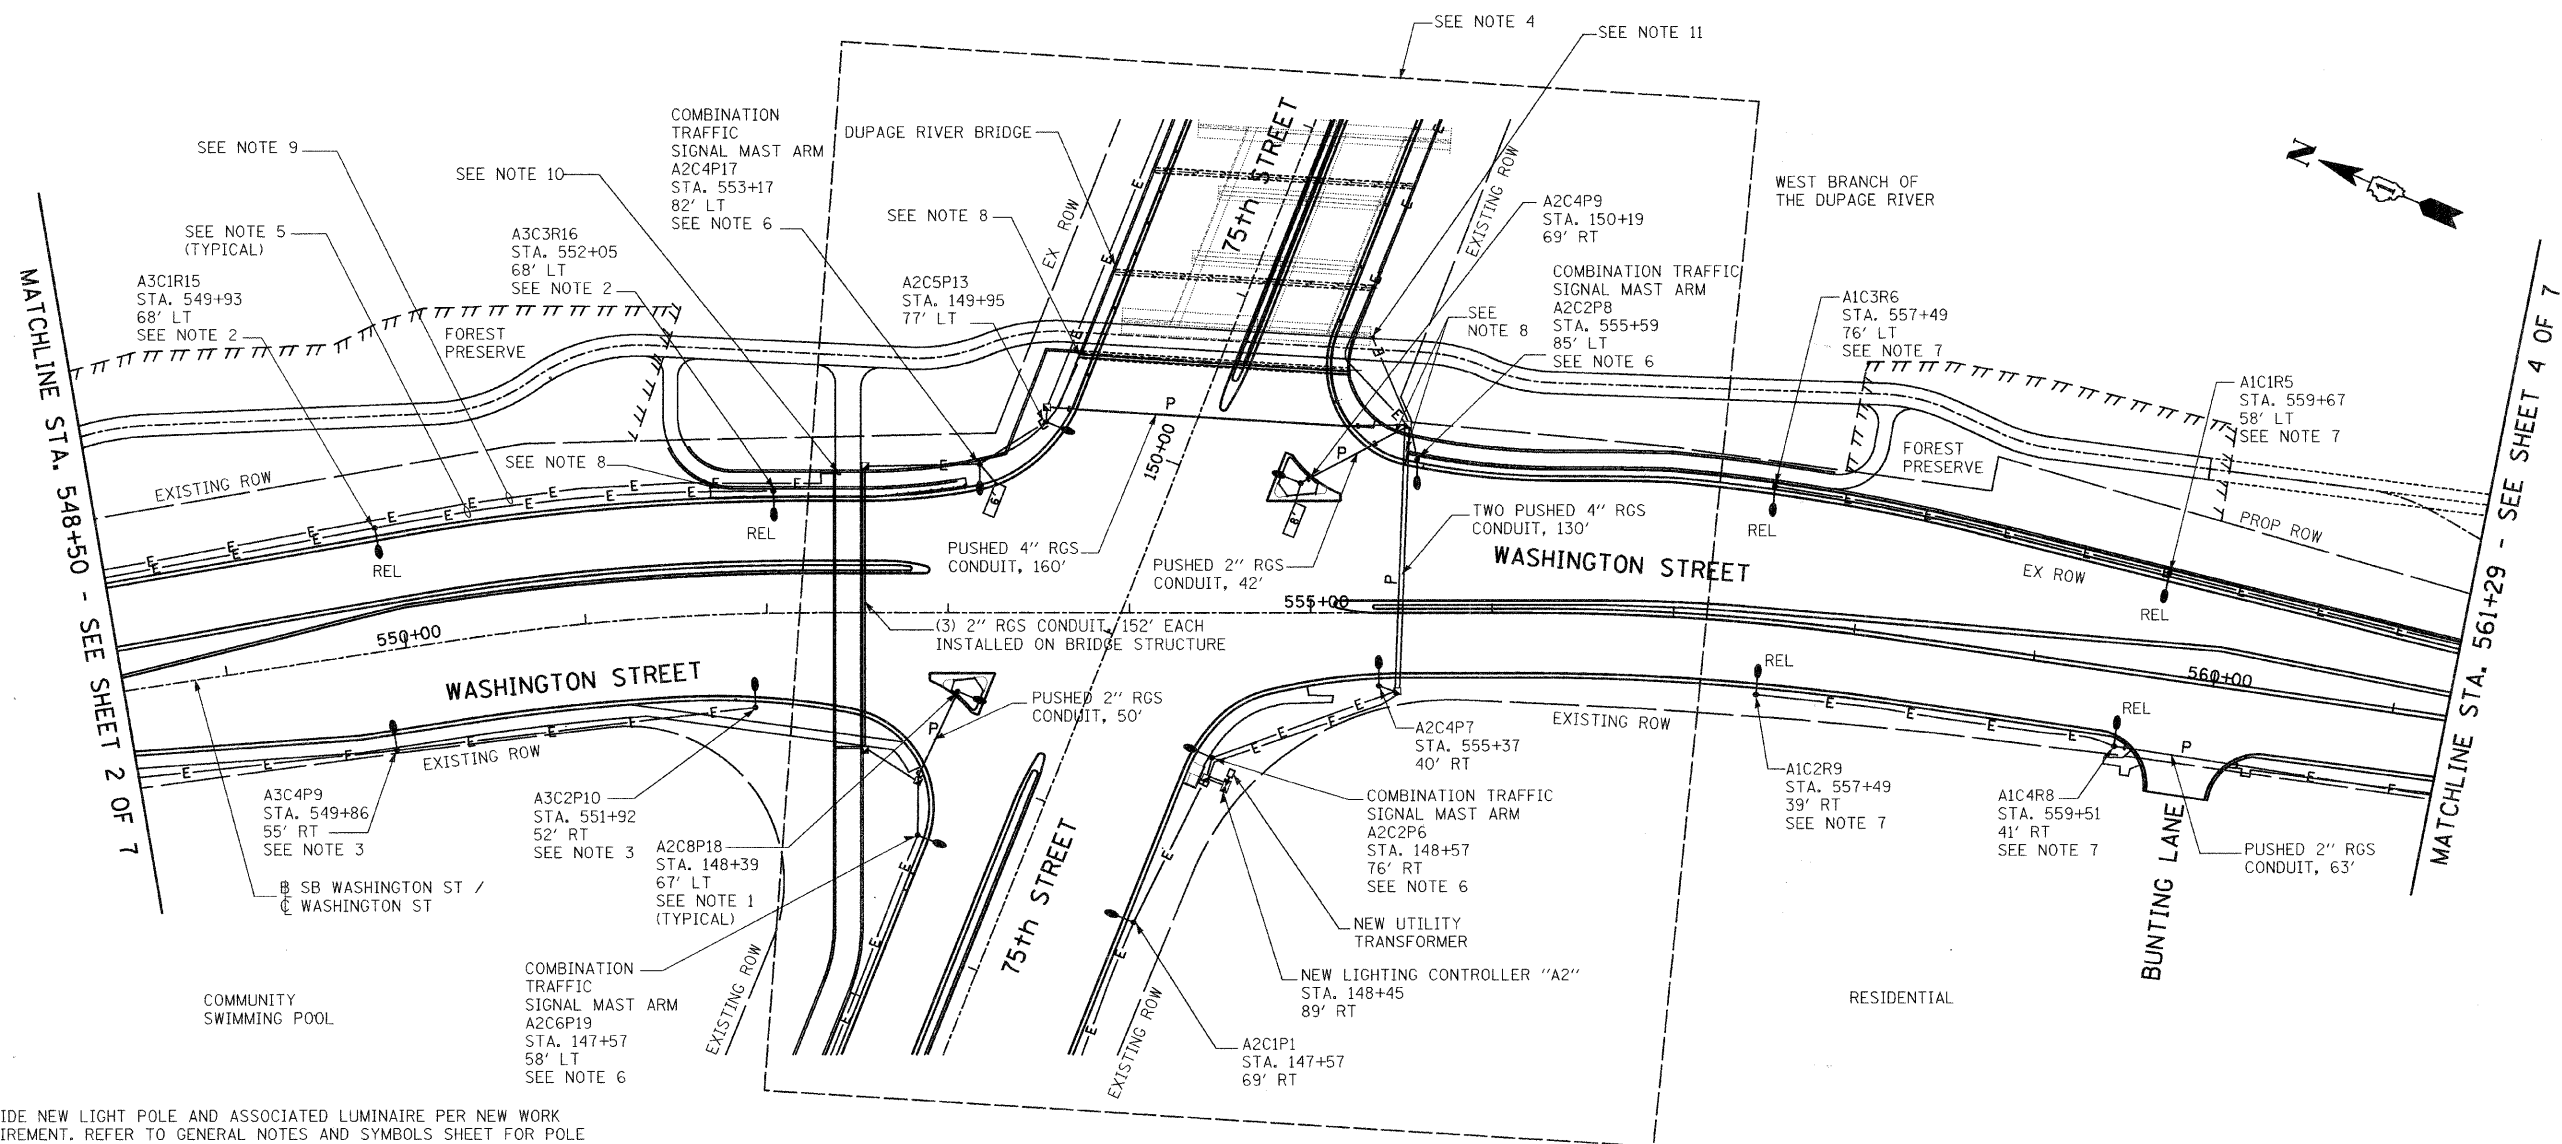 SEE NOTE 4
SEE NOTE 11
SEE NOTE 9
SEE NOTE 10
COMBINATION
TRAFFIC
SIGNAL MAST ARM
A2C4P17
STA. 553+17
82' LT
SEE NOTE 6
DUPAGE RIVER BRIDGE
75th STREET
EX ROW
EXISTING ROW
WEST BRANCH OF
THE DUPAGE RIVER
N
1
SEE NOTE 5
(TYPICAL)
A3C1R15
STA. 549+93
68' LT
SEE NOTE 2
A3C3R16
STA. 552+05
68' LT
SEE NOTE 2
SEE NOTE 8
A2C5P13
STA. 149+95
77' LT
A2C4P9
STA. 150+19
69' RT
COMBINATION TRAFFIC
SIGNAL MAST ARM
A2C2P8
STA. 555+59
85' LT
SEE NOTE 6
SEE
NOTE 8
A1C3R6
STA. 557+49
76' LT
SEE NOTE 7
A1C1R5
STA. 559+67
58' LT
SEE NOTE 7
FOREST
PRESERVE
FOREST
PRESERVE
MATCHLINE STA. 548+50 - SEE SHEET 2 OF 7
MATCHLINE STA. 561+29 - SEE SHEET 4 OF 7
EXISTING ROW
SEE NOTE 8
REL
REL
150+00
P
P
PUSHED 4" RGS
CONDUIT, 160'
PUSHED 2" RGS
CONDUIT, 42'
TWO PUSHED 4" RGS
CONDUIT, 130'
P
REL
REL
WASHINGTON STREET
EX ROW
PROP ROW
550+00
555+00
560+00
(3) 2" RGS CONDUIT, 152' EACH
INSTALLED ON BRIDGE STRUCTURE
WASHINGTON STREET
EXISTING ROW
PUSHED 2" RGS
CONDUIT, 50'
P
EXISTING ROW
REL
REL
P
A3C4P9
STA. 549+86
55' RT
SEE NOTE 3
A3C2P10
STA. 551+92
52' RT
SEE NOTE 3
A2C8P18
STA. 148+39
67' LT
SEE NOTE 1
(TYPICAL)
A2C4P7
STA. 555+37
40' RT
COMBINATION TRAFFIC
SIGNAL MAST ARM
A2C2P6
STA. 148+57
76' RT
SEE NOTE 6
A1C2R9
STA. 557+49
39' RT
SEE NOTE 7
A1C4R8
STA. 559+51
41' RT
SEE NOTE 7
PUSHED 2" RGS
CONDUIT, 63'
BUNTING LANE
SB WASHINGTON ST /
WASHINGTON ST
NEW UTILITY
TRANSFORMER
NEW LIGHTING CONTROLLER "A2"
STA. 148+45
89' RT
75th STREET
EXISTING ROW
EXISTING ROW
COMBINATION
TRAFFIC
SIGNAL MAST ARM
A2C6P19
STA. 147+57
58' LT
SEE NOTE 6
A2C1P1
STA. 147+57
69' RT
COMMUNITY
SWIMMING POOL
RESIDENTIAL
IDE NEW LIGHT POLE AND ASSOCIATED LUMINAIRE PER NEW WORK
IREMENT. REFER TO GENERAL NOTES AND SYMBOLS SHEET FOR POLE